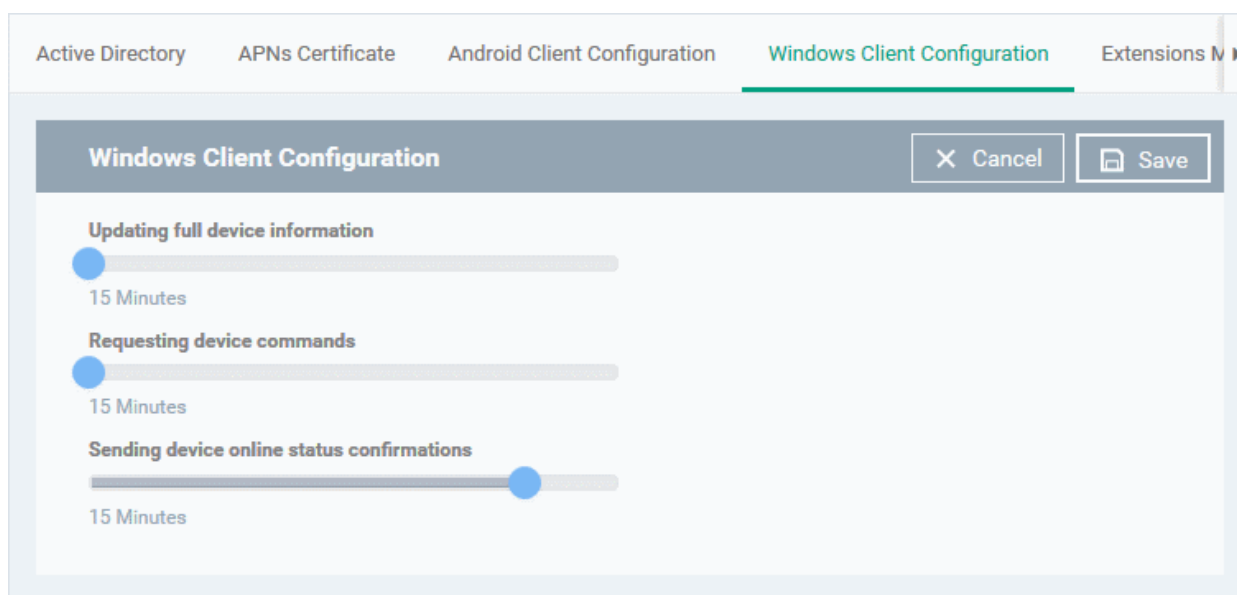 Active Directory APNs Certificate Android Client Configuration Windows Client Configuration Extensions M
Windows Client Configuration Cancel Save
Updating full device information
15 Minutes
Requesting device commands
15 Minutes
Sending device online status confirmations
15 Minutes